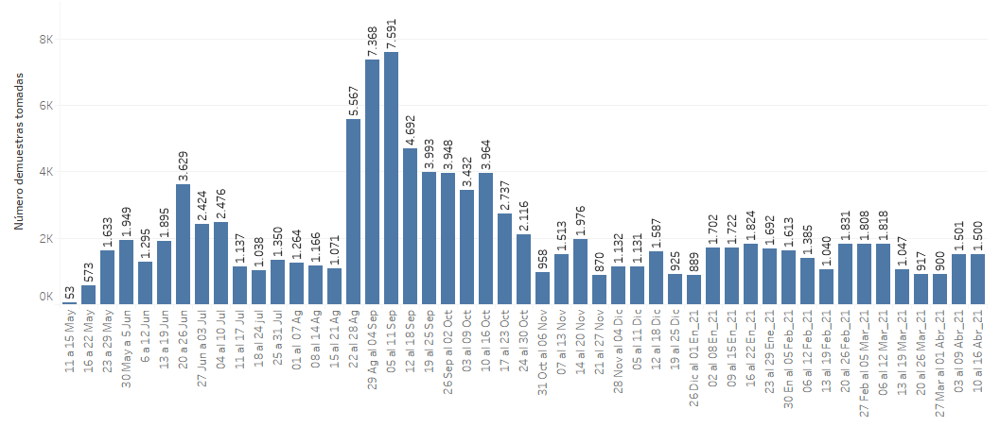 Número demuestras tomadas
8K
6K
4K
2K
0K
53
573
1.633
1.949
1.295
1.895
3.629
2.424
2.476
1.137
1.038
1.350
1.264
1.166
1.071
5.567
7.368
7.591
4.692
3.993
3.948
3.432
3.964
2.737
2.116
958
1.513
1.976
870
1.132
1.131
1.587
925
889
1.702
1.722
1.824
1.692
1.613
1.385
1.040
1.831
1.808
1.818
1.047
917
900
1.501
1.500
11 a 15 May
16 a 22 May
23 a 29 May
30 May a 5 Jun
6 a 12 Jun
13 a 19 Jun
20 a 26 Jun
27 Jun a 03 Jul
04 al 10 Jul
11 al 17 Jul
18 al 24 jul
25 a 31 Jul
01 al 07 Ag
08 al 14 Ag
15 al 21 Ag
22 al 28 Ag
29 Ag al 04 Sep
05 al 11 Sep
12 al 18 Sep
19 al 25 Sep
26 Sep al 02 Oct
03 al 09 Oct
10 al 16 Oct
17 al 23 Oct
24 al 30 Oct
31 Oct al 06 Nov
07 al 13 Nov
14 al 20 Nov
21 al 27 Nov
28 Nov al 04 Dic
05 al 11 Dic
12 al 18 Dic
19 al 25 Dic
26 Dic al 01 En_21
02 al 08 En_21
09 al 15 En_21
16 al 22 En_21
23 al 29 Ene_21
30 En al 05 Feb_21
06 al 12 Feb_21
13 al 19 Feb_21
20 al 26 Feb_21
27 Feb al 05 Mar_21
06 al 12 Mar_21
13 al 19 Mar_21
20 al 26 Mar_21
27 Mar al 01 Abr_21
03 al 09 Abr_21
10 al 16 Abr_21